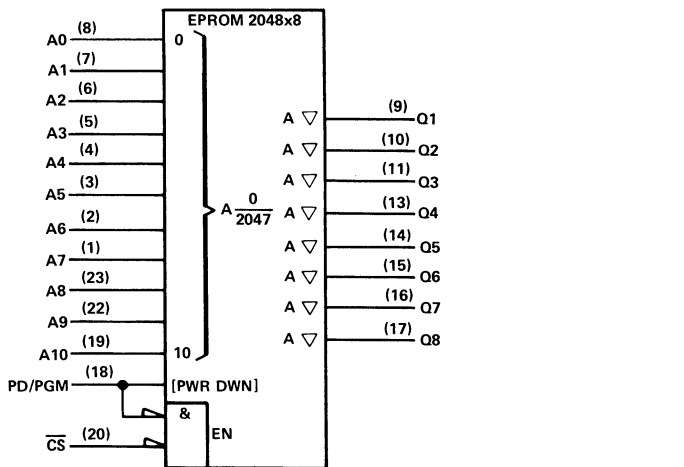 EPROM 2048x8
A0 (8) 0
A1 (7)
A2 (6)
A3 (5)
A4 (4)
A5 (3)
A6 (2)
A7 (1)
A8 (23)
A9 (22)
A10 (19) 10
PD/PGM (18) [PWR DWN]
&
CS (20) EN
A 0
2047
A ▽ (9) Q1
A ▽ (10) Q2
A ▽ (11) Q3
A ▽ (13) Q4
A ▽ (14) Q5
A ▽ (15) Q6
A ▽ (16) Q7
A ▽ (17) Q8